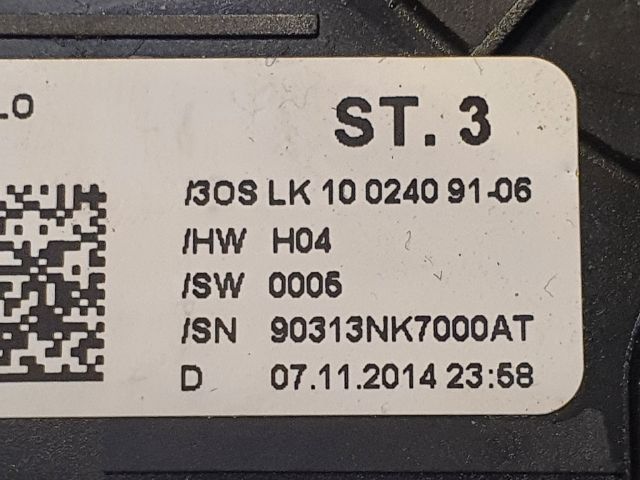 LO
ST. 3
/3OS LK 10 0240 91-06
/HW H04
/SW 0005
/SN 90313NK7000AT
D 07.11.2014 23:58